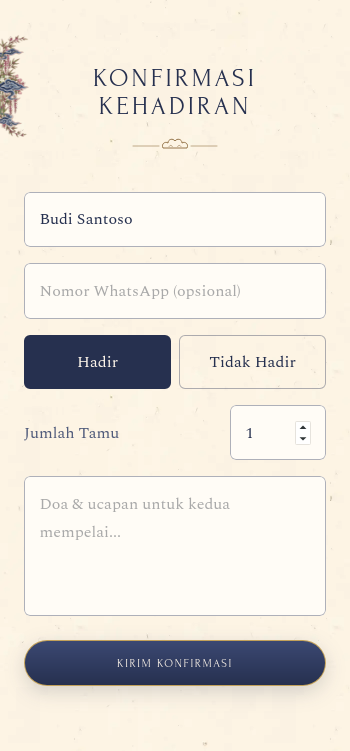 KONFIRMASI
KEHADIRAN
Budi Santoso
Nomor WhatsApp (opsional)
Hadir
Tidak Hadir
Jumlah Tamu
1
Doa & ucapan untuk kedua
mempelai...
KIRIM KONFIRMASI